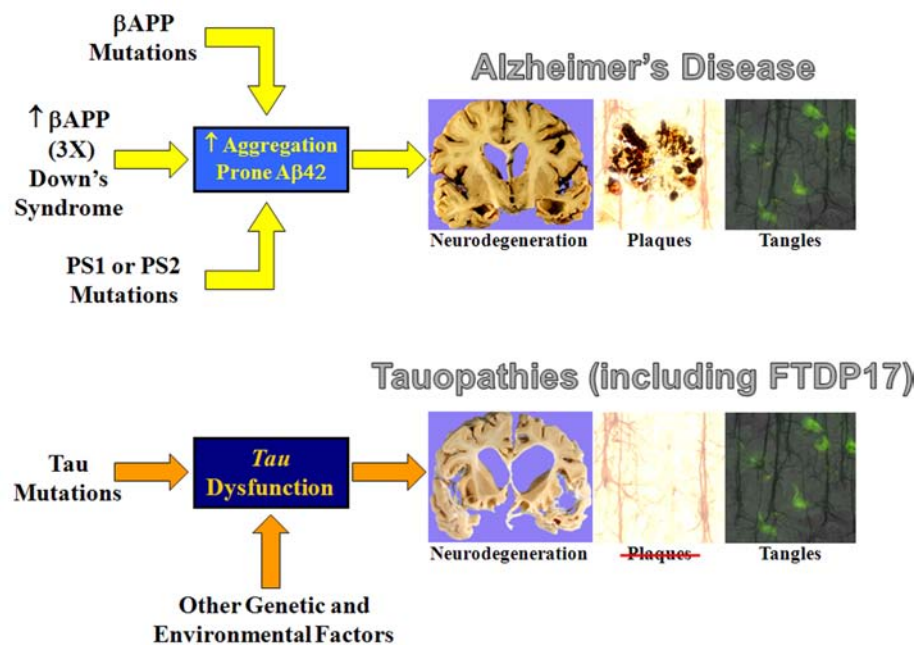 βAPP
Mutations
Alzheimer's Disease
↑ βAPP
(3X)
Down's
Syndrome
↑ Aggregation
Prone Aβ42
Neurodegeneration
Plaques
Tangles
PS1 or PS2
Mutations
Tauopathies (including FTDP17)
Tau
Mutations
Tau
Dysfunction
Neurodegeneration
Plaques
Tangles
Other Genetic and
Environmental Factors